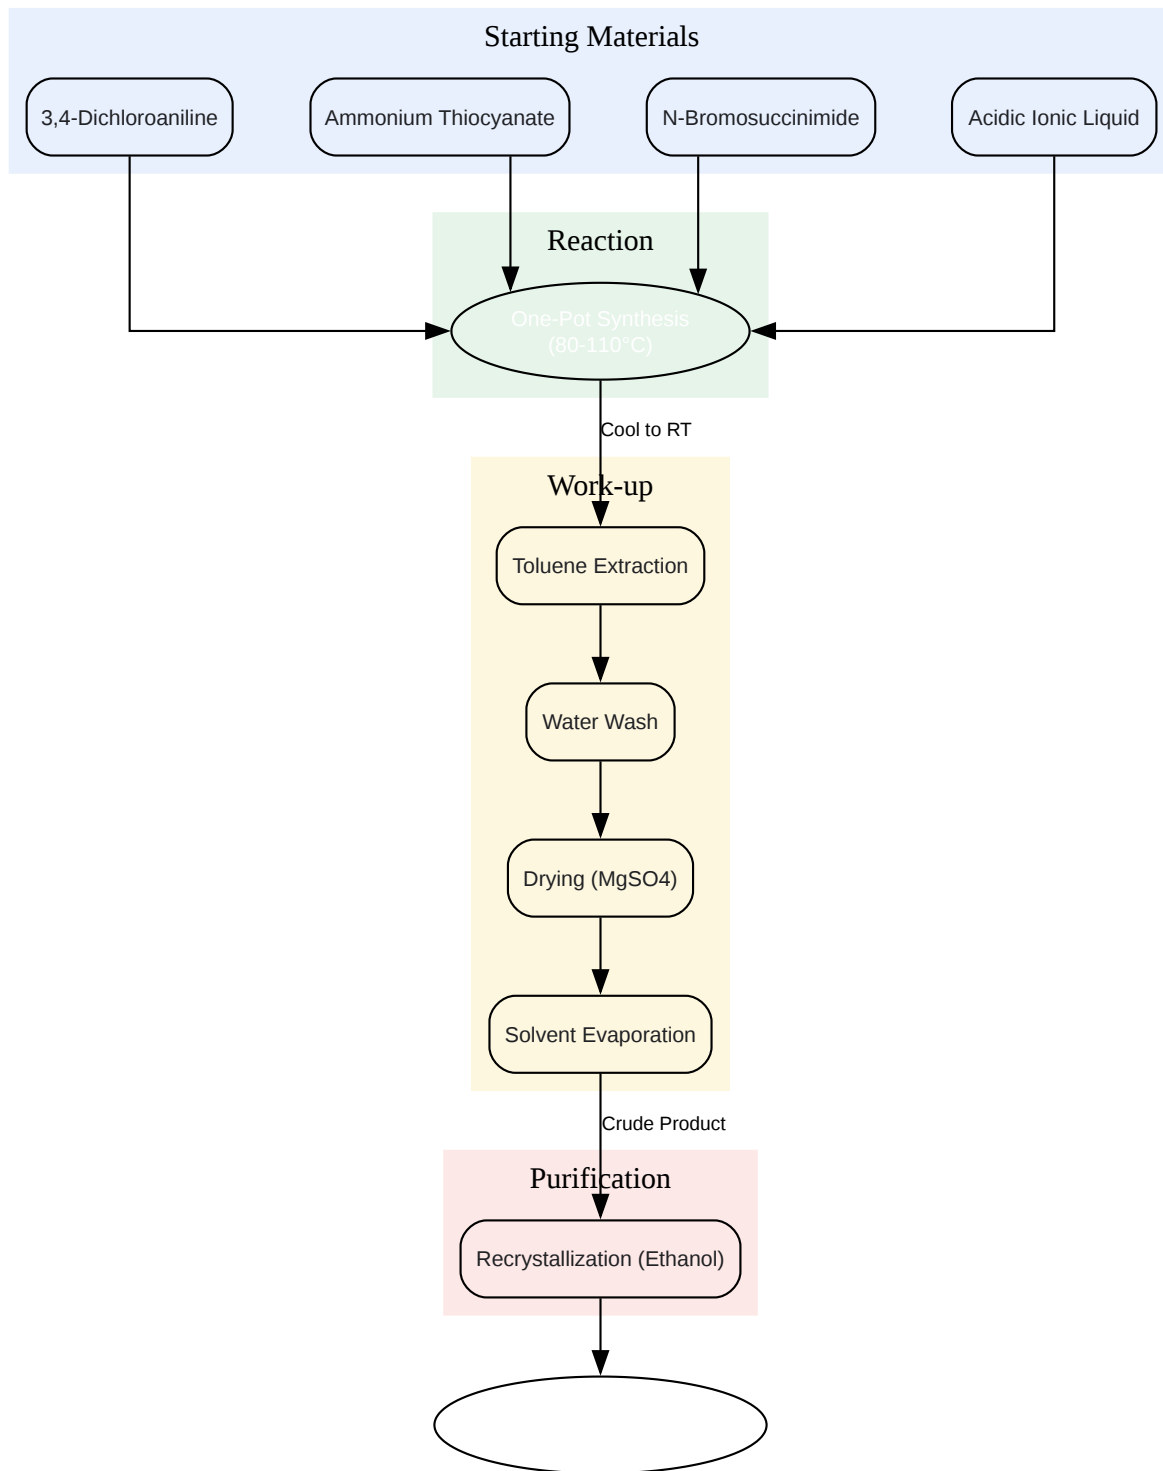 Starting Materials
3,4-Dichloroaniline
Ammonium Thiocyanate
N-Bromosuccinimide
Acidic Ionic Liquid
Reaction
One-Pot Synthesis
(80-110°C)
Cool to RT
Work-up
Toluene Extraction
Water Wash
Drying (MgSO4)
Solvent Evaporation
Crude Product
Purification
Recrystallization (Ethanol)